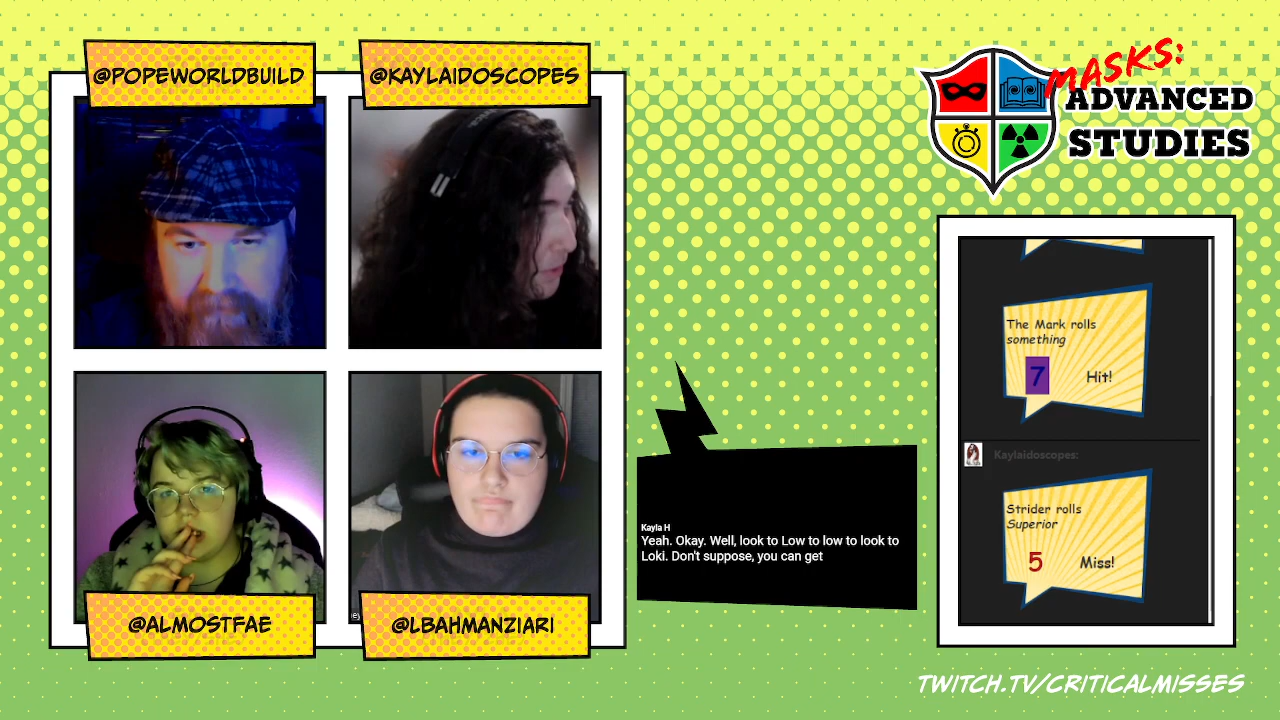 @POPEWORLDBUILD
@KAYLAIDOSCOPES
MASKS:
ADVANCED
STUDIES
The Mark rolls
something
7
Hit!
Kaylaidoscopes:
Strider rolls
Superior
5
Miss!
Kayla H
Yeah. Okay. Well, look to Low to low to look to
Loki. Don't suppose, you can get
@ALMOSTFAE
@LBAHMANZIARI
TWITCH.TV/CRITICALMISSES